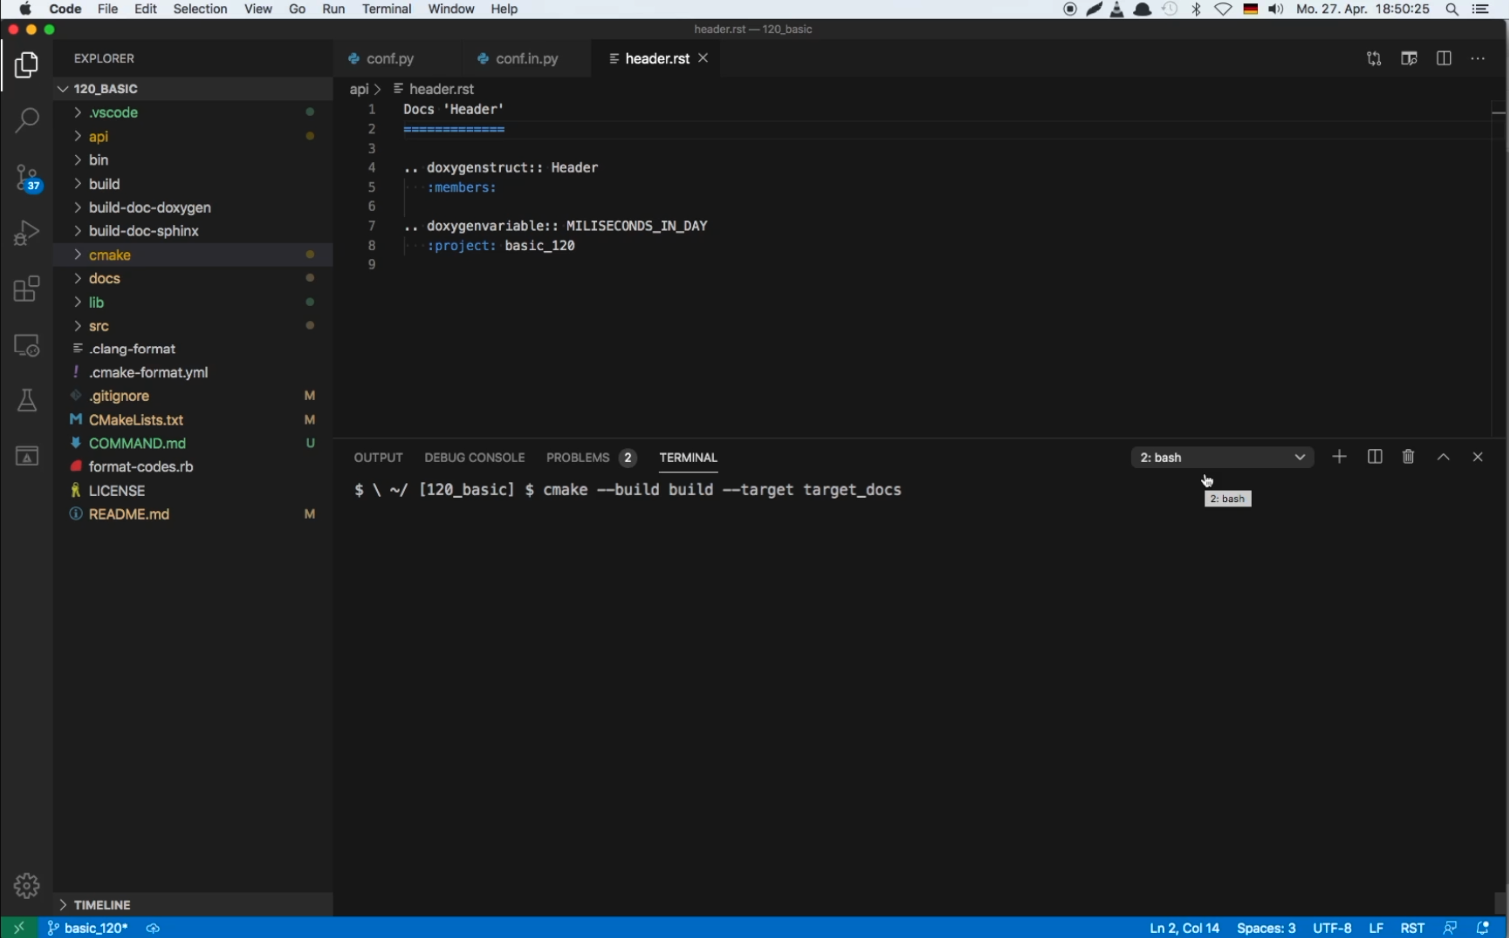 Code File Edit Selection View Go Run Terminal Window Help Mo. 27. Apr. 18:50:25
header.rst — 120_basic
EXPLORER
120_BASIC
.vscode
api
bin
build
build-doc-doxygen
build-doc-sphinx
cmake
docs
lib
src
.clang-format
.cmake-format.yml
.gitignore M
CMakeLists.txt M
COMMAND.md U
format-codes.rb
LICENSE
README.md M
TIMELINE
37
conf.py conf.in.py header.rst
api > header.rst
1 Docs 'Header'
2 =============
3
4 .. doxygenstruct:: Header
5 :members:
6
7 .. doxygenvariable:: MILISECONDS_IN_DAY
8 :project: basic_120
9
OUTPUT DEBUG CONSOLE PROBLEMS 2 TERMINAL 2: bash
$ \ ~/ [120_basic] $ cmake --build build --target target_docs
2: bash
basic_120* Ln 2, Col 14 Spaces: 3 UTF-8 LF RST